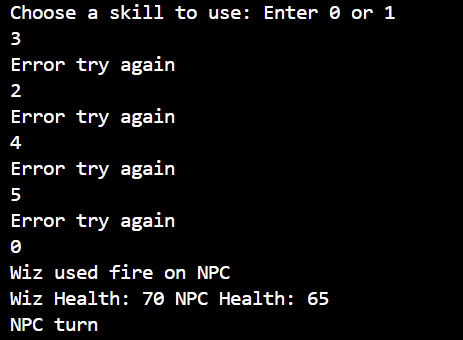 Choose a skill to use: Enter 0 or 1
3
Error try again
2
Error try again
4
Error try again
5
Error try again
0
Wiz used fire on NPC
Wiz Health: 70 NPC Health: 65
NPC turn